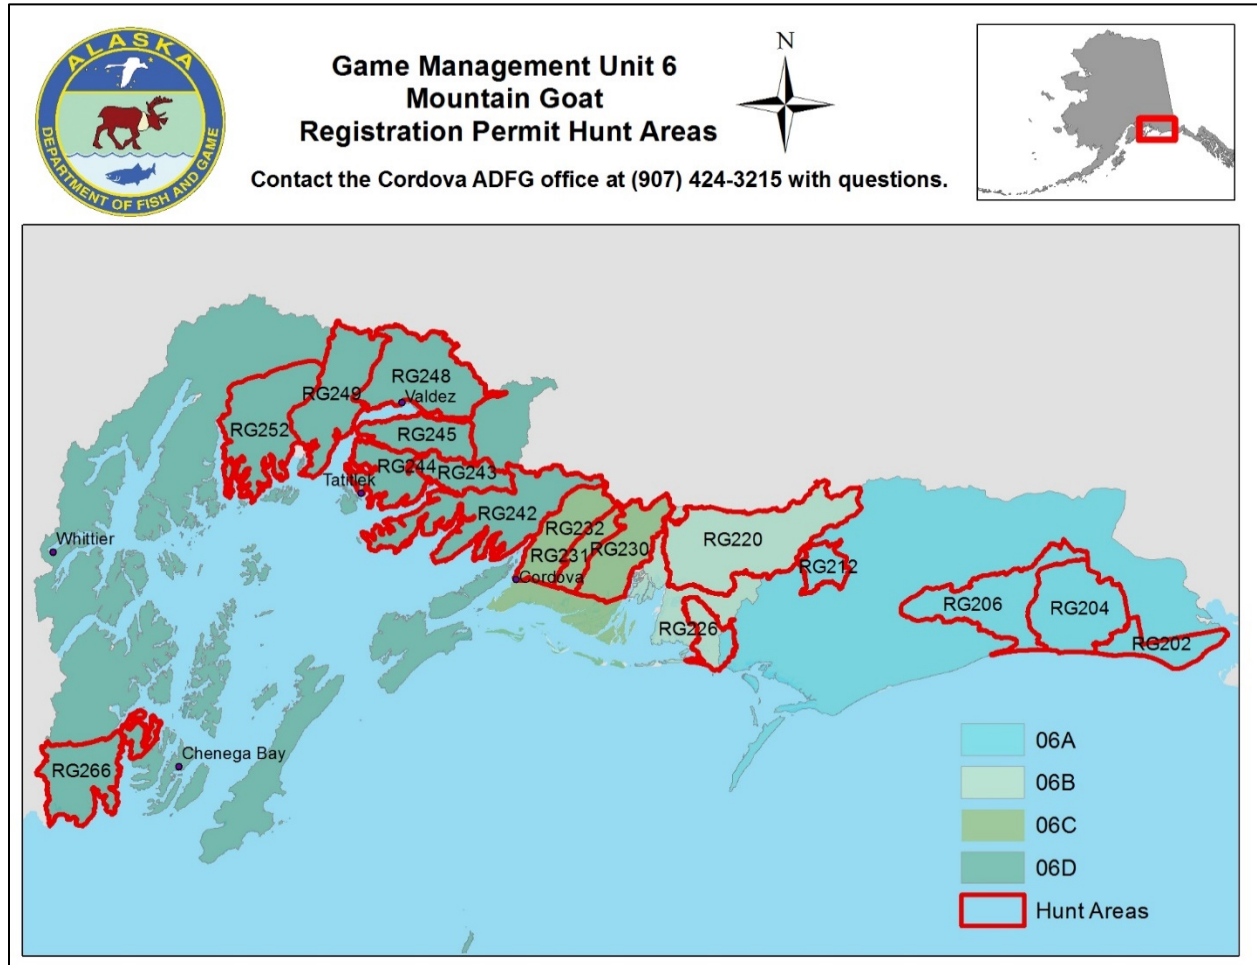 ALASKA
DEPARTMENT OF FISH AND GAME
Game Management Unit 6
Mountain Goat
Registration Permit Hunt Areas
Contact the Cordova ADFG office at (907) 424-3215 with questions.
N
RG248
RG249
Valdez
RG252
RG245
RG244
RG243
Tatitlek
RG242
RG232
RG231
RG230
RG220
Whittier
Cordova
RG212
RG226
RG206
RG204
RG202
Chenega Bay
RG266
06A
06B
06C
06D
Hunt Areas